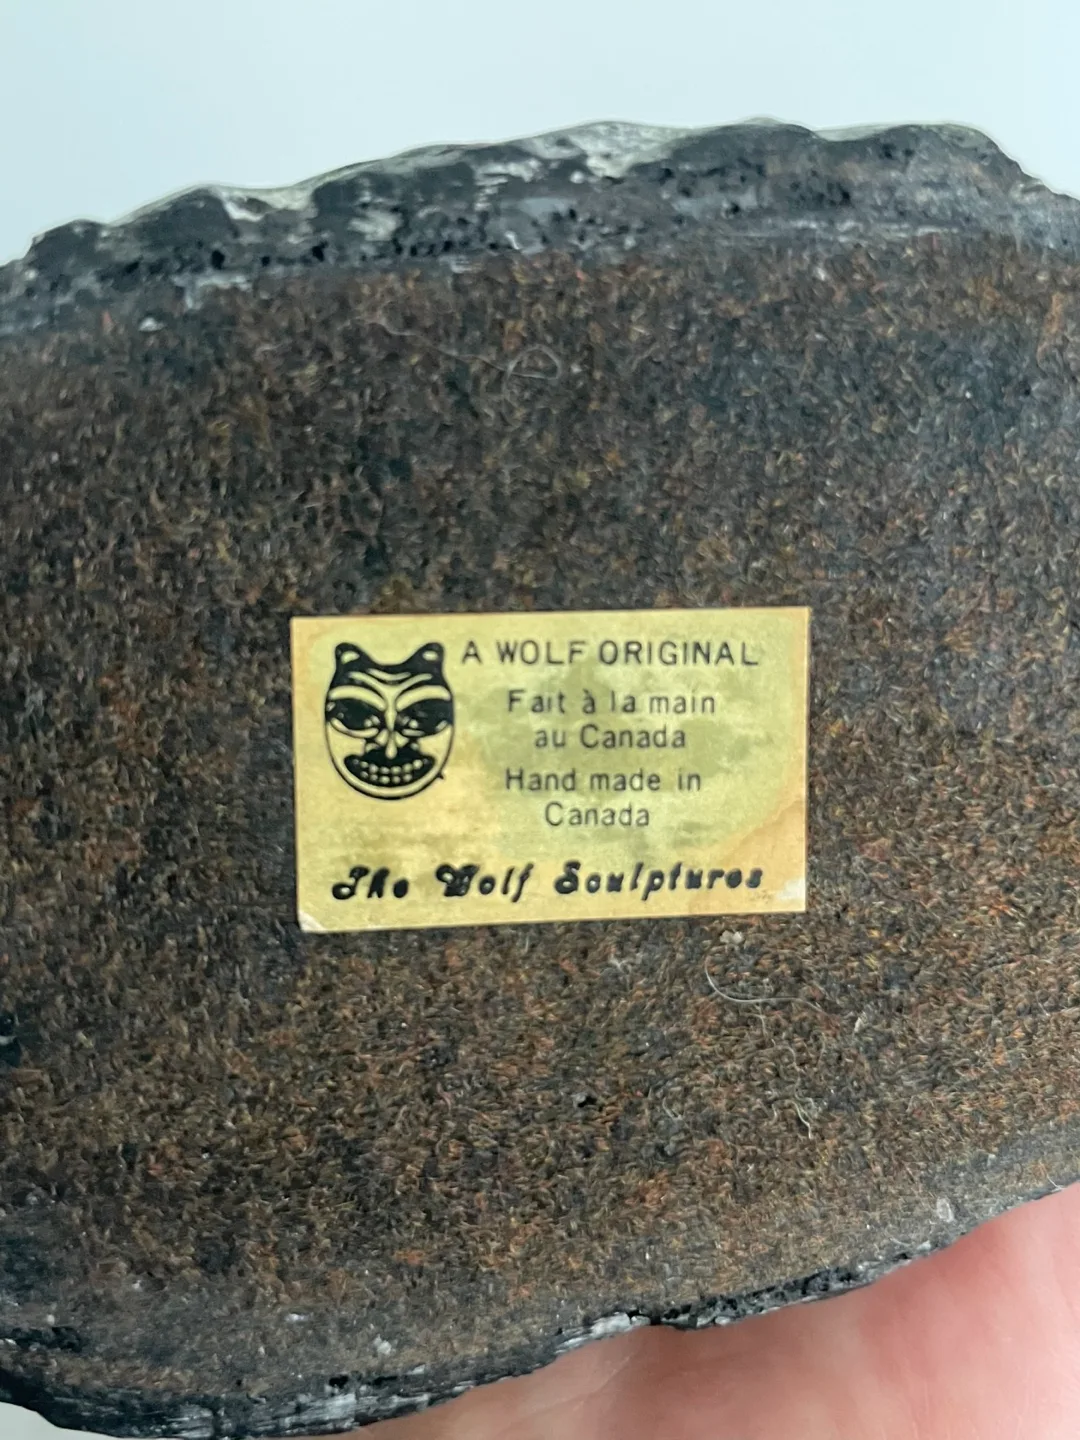 A WOLF ORIGINAL
Fait à la main
au Canada
Hand made in
Canada
The Wolf Sculptures